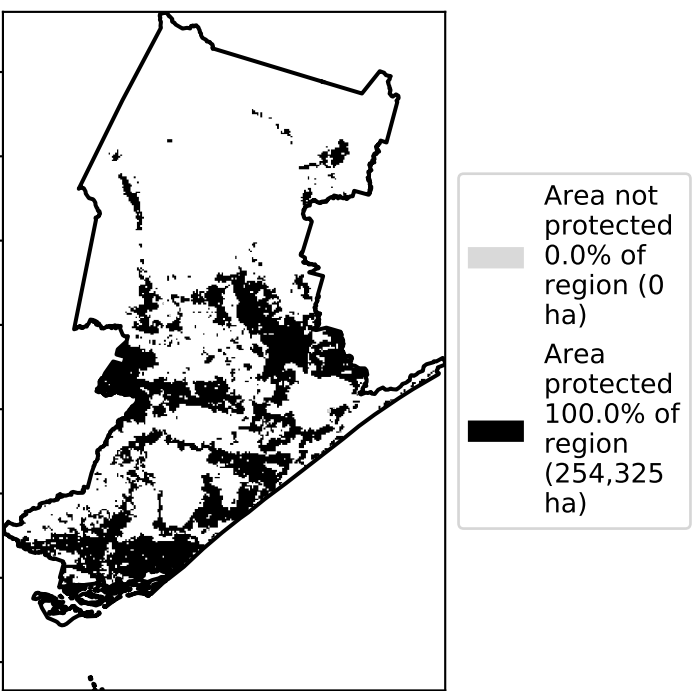 Area not
protected
0.0% of
region (0
ha)
Area
protected
100.0% of
region
(254,325
ha)